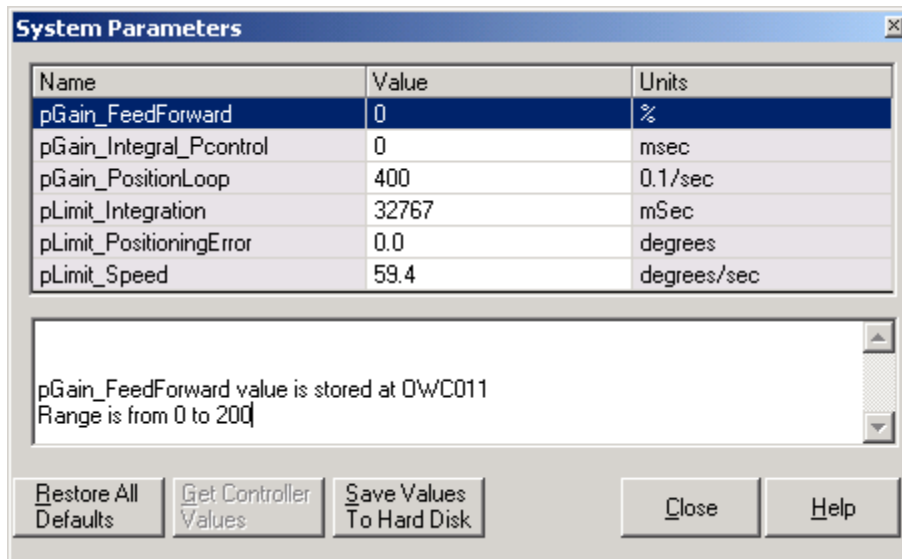 System Parameters
Name Value Units
pGain_FeedForward 0 %
pGain_Integral_Pcontrol 0 msec
pGain_PositionLoop 400 0.1/sec
pLimit_Integration 32767 mSec
pLimit_PositioningError 0.0 degrees
pLimit_Speed 59.4 degrees/sec
pGain_FeedForward value is stored at OWC011
Range is from 0 to 200
Restore All Defaults
Get Controller Values
Save Values To Hard Disk
Close
Help